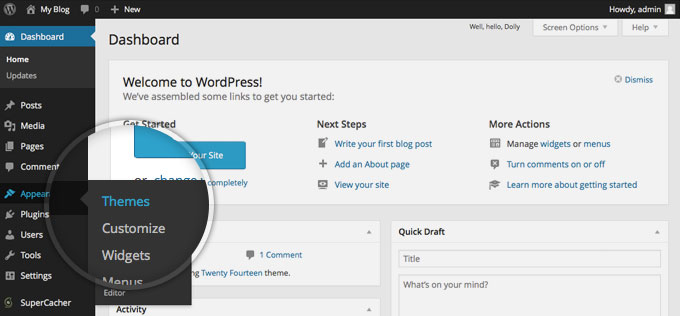 My Blog 0 Howdy, admin
Dashboard
Home
Updates
Posts
Media
Pages
Comment
Appear
Plugins
Users
Tools
Settings
SuperCacher
Themes
Customize
Widgets
Menus
Editor
Well, hello, Dolly
Screen Options Help
Dashboard
Welcome to WordPress!
We've assembled some links to get you started:
Dismiss
Get Started
Your Site
or, change completely
Next Steps
Write your first blog post
Add an About page
View your site
More Actions
Manage widgets or menus
Turn comments on or off
Learn more about getting started
1 Comment
Twenty Fourteen theme.
Activity
Quick Draft
Title
What's on your mind?